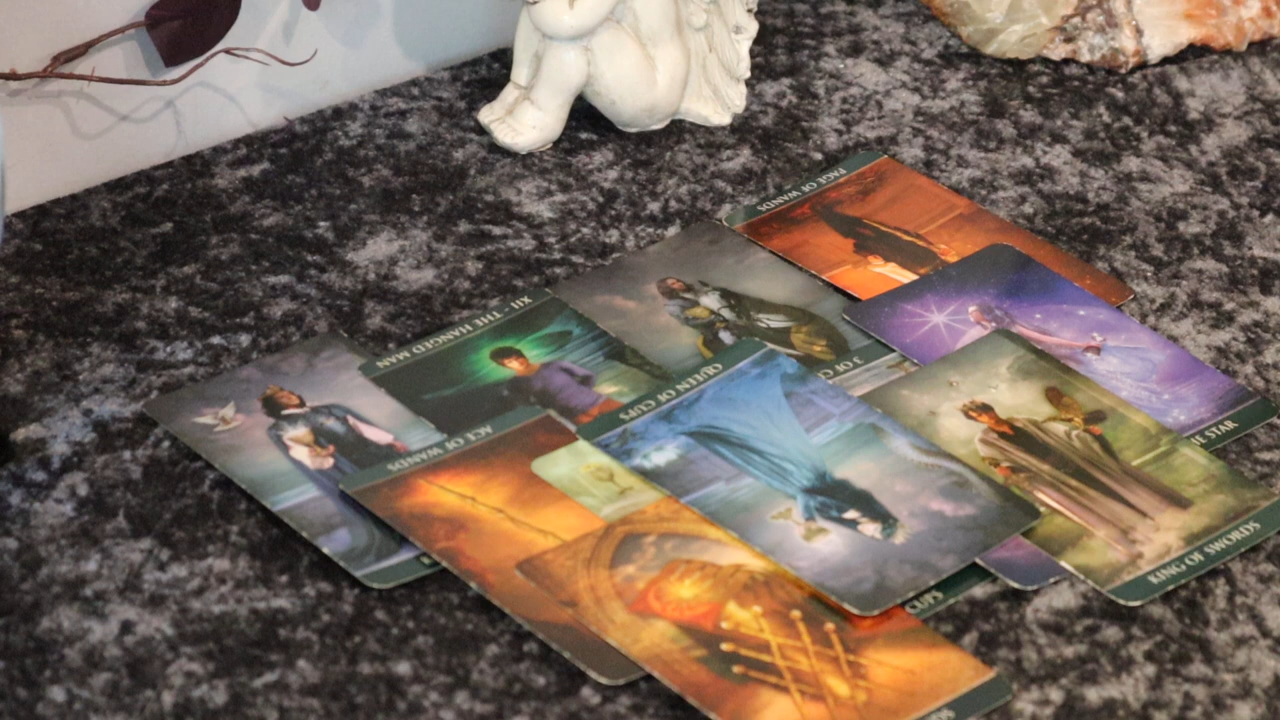 PAGE OF WANDS
XII - THE HANGED MAN
3 OF C
QUEEN OF CUPS
ACE OF WANDS
STAR
KING OF SWORDS
CUPS